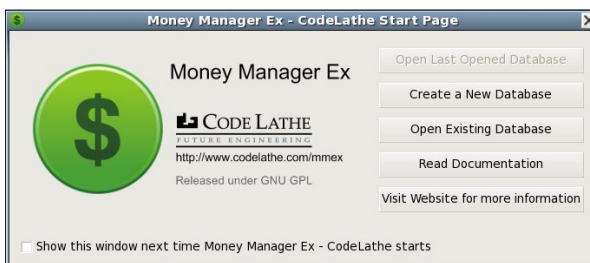 Money Manager Ex - CodeLathe Start Page
$
$
Money Manager Ex
CODE LATHE
FUTURE ENGINEERING
http://www.codelathe.com/mmex
Released under GNU GPL
Open Last Opened Database
Create a New Database
Open Existing Database
Read Documentation
Visit Website for more information
Show this window next time Money Manager Ex - CodeLathe starts